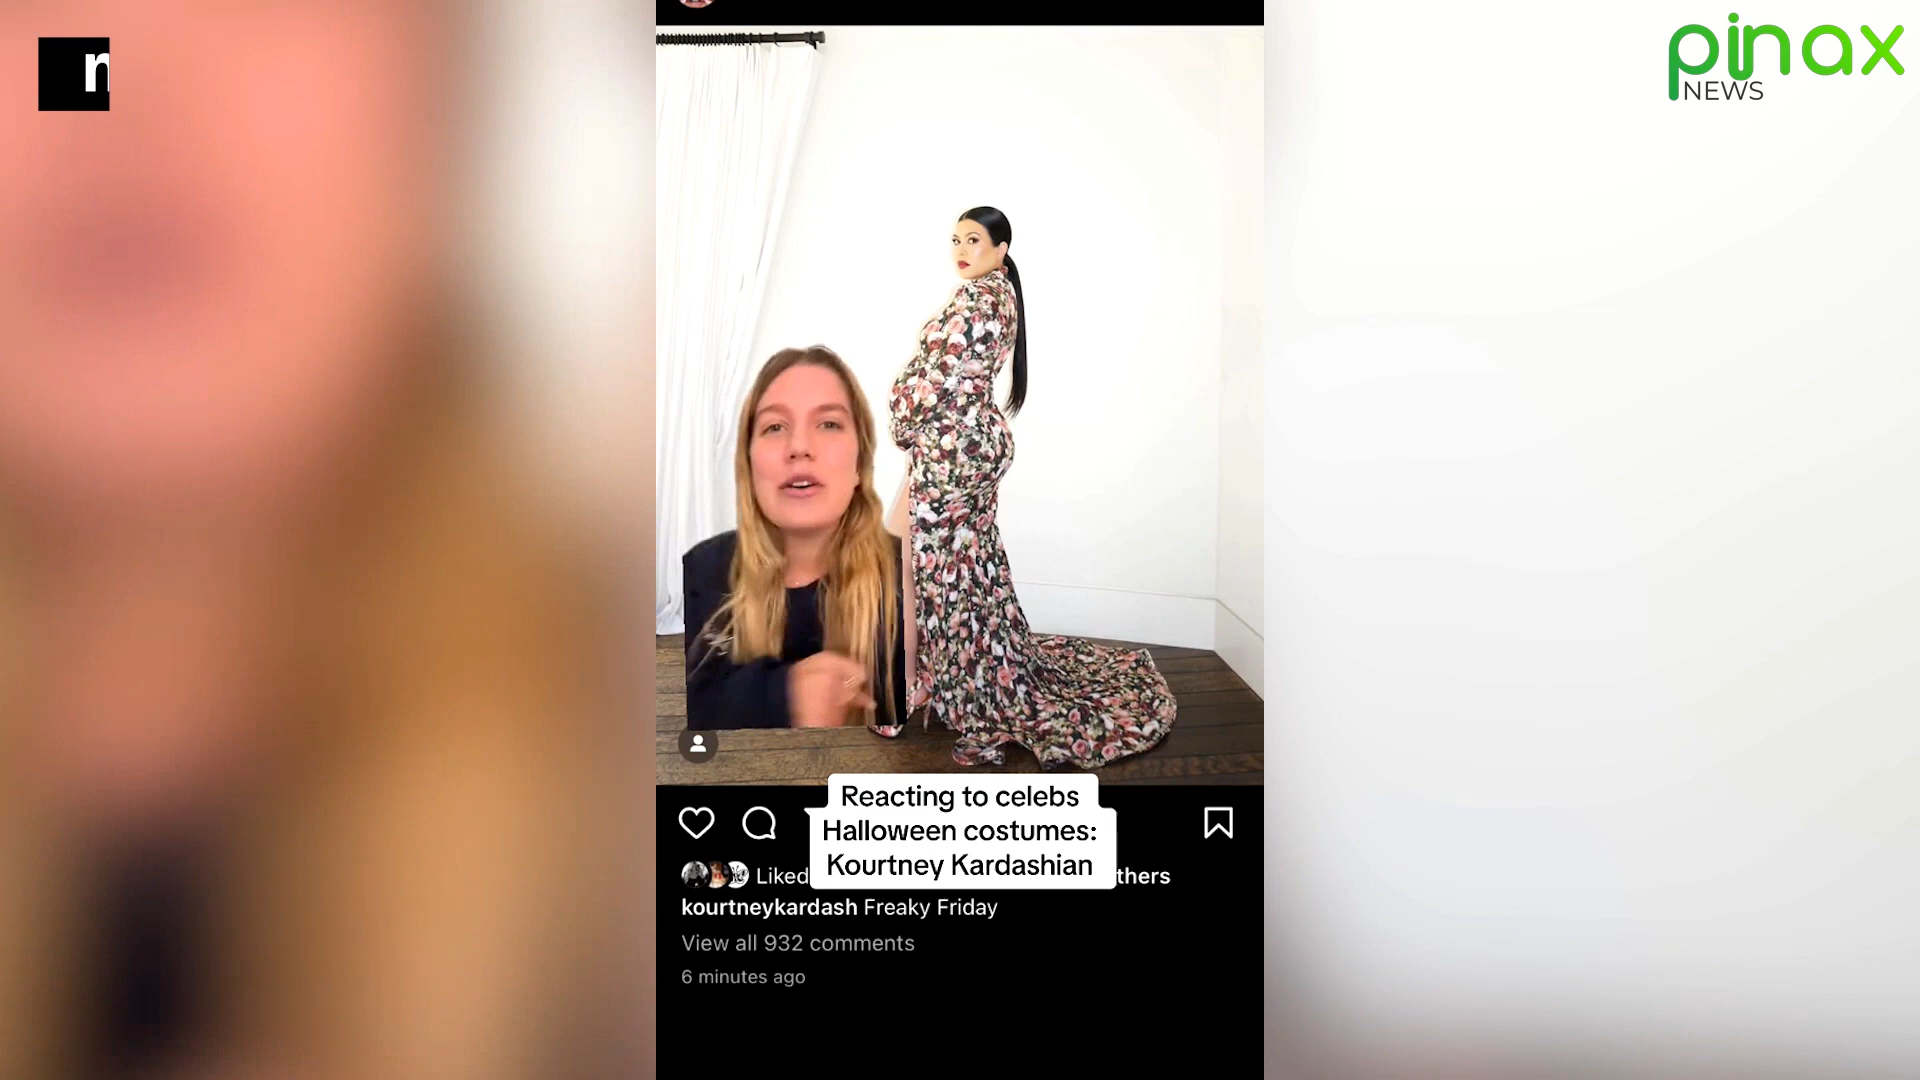 n
pinax
NEWS
Reacting to celebs
Halloween costumes:
Kourtney Kardashian
Liked
thers
kourtneykardash Freaky Friday
View all 932 comments
6 minutes ago